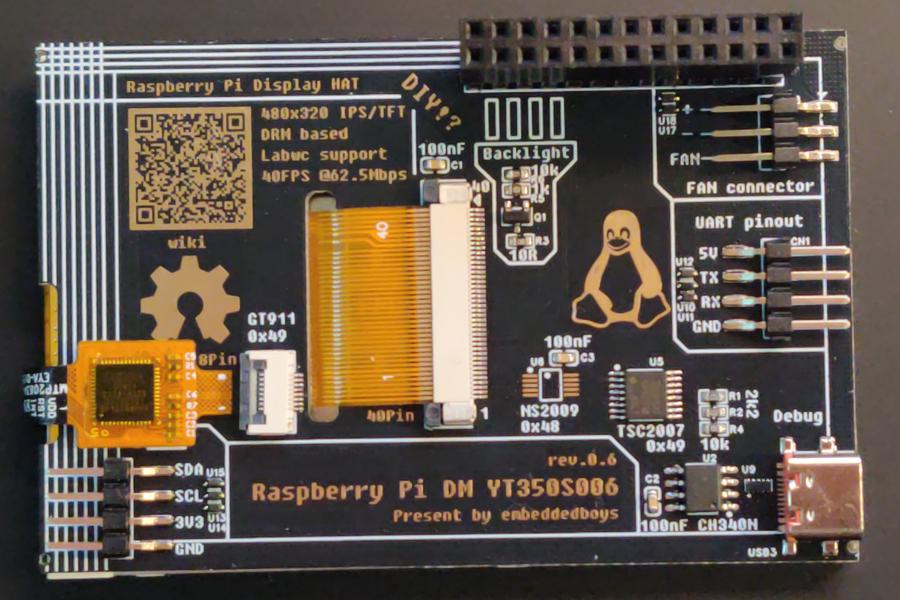 Raspberry Pi Display HAT
DIY!?
480x320 IPS/TFT
DRM based
Labwc support
40FPS @62.5Mbps
wiki
100nF
C1
40
Backlight
10k
1k
R5
Q1
R3
10R
U18
U17
+
-
FAN
FAN connector
UART pinout
CN1
5V
TX
RX
GND
U12
U10
U11
GT911
0x49
8Pin
40
1
40Pin
1
100nF
C3
U6
NS2009
0x48
U5
TSC2007
0x49
R1
R2
R4
2K2
10k
Debug
SDA
SCL
3V3
GND
U15
U13
U14
rev.0.6
Raspberry Pi DM YT350S006
Present by embeddedboys
C2
100nF
U2
CH340N
U9
USB3